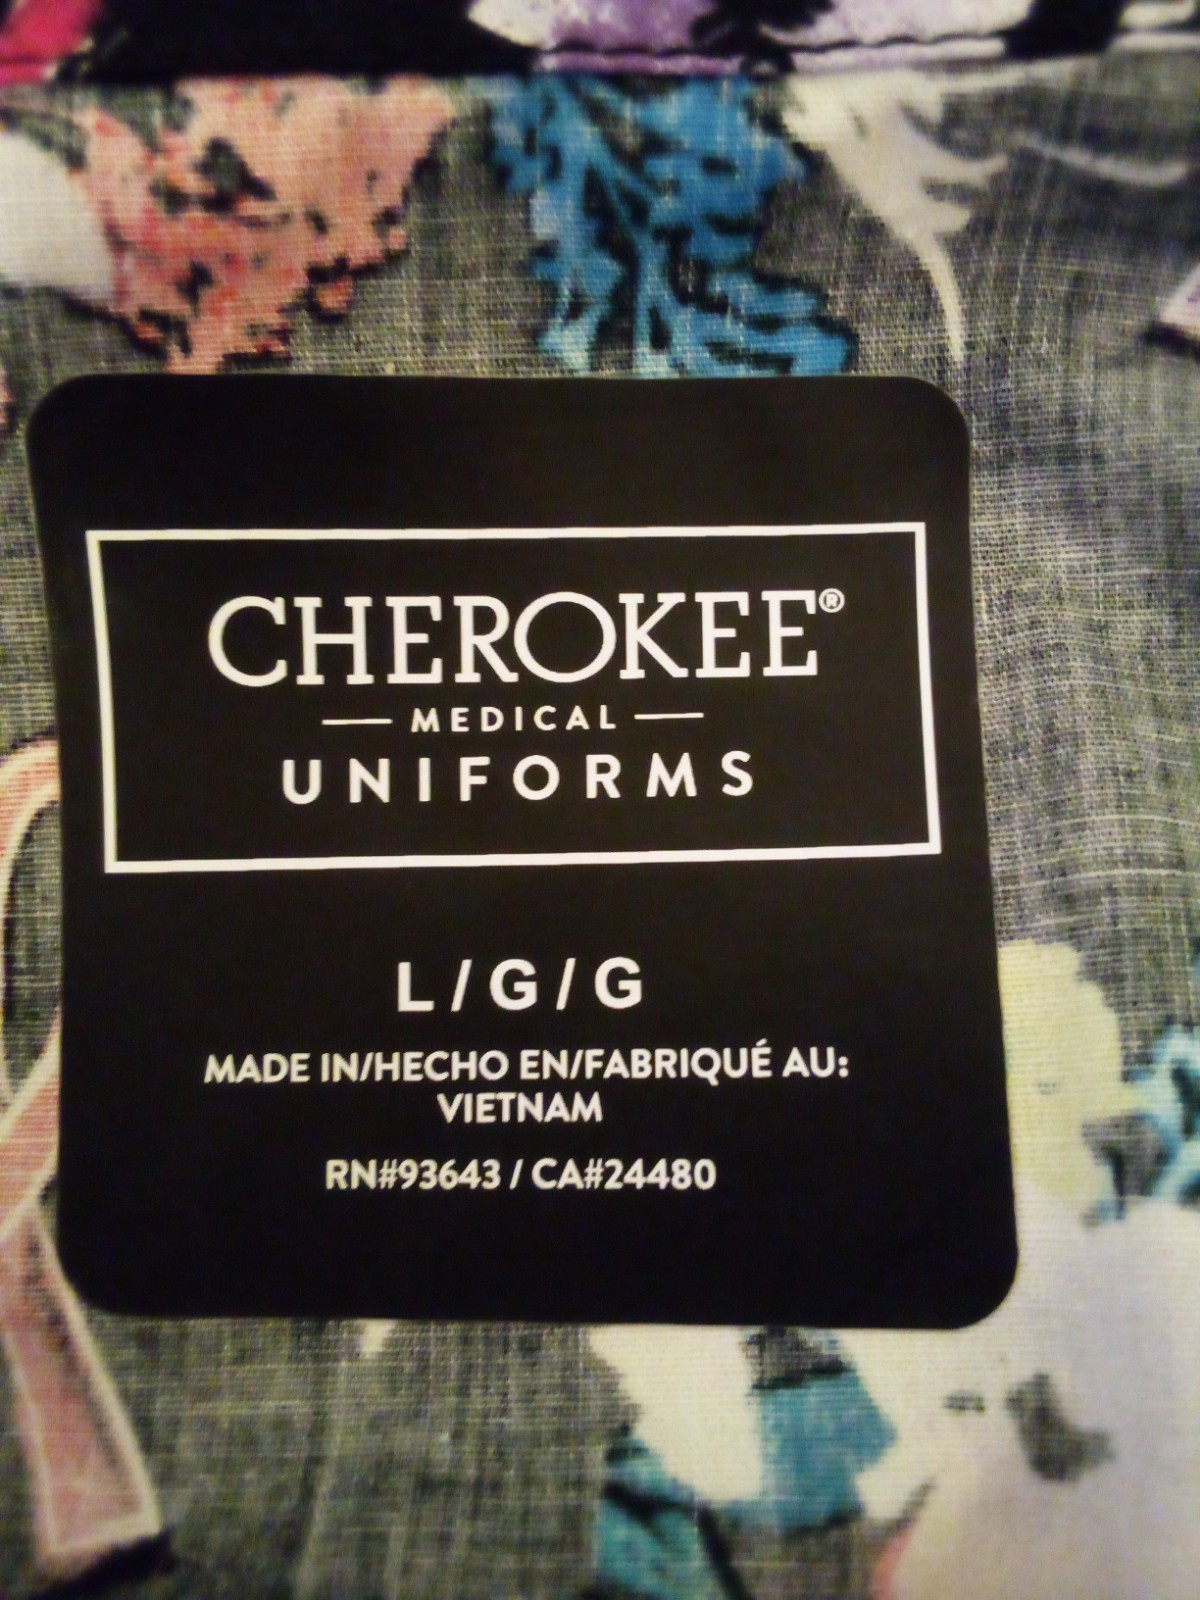 CHEROKEE®
MEDICAL
UNIFORMS
L/G/G
MADE IN/HECHO EN/FABRIQUÉ AU:
VIETNAM
RN#93643 / CA#24480